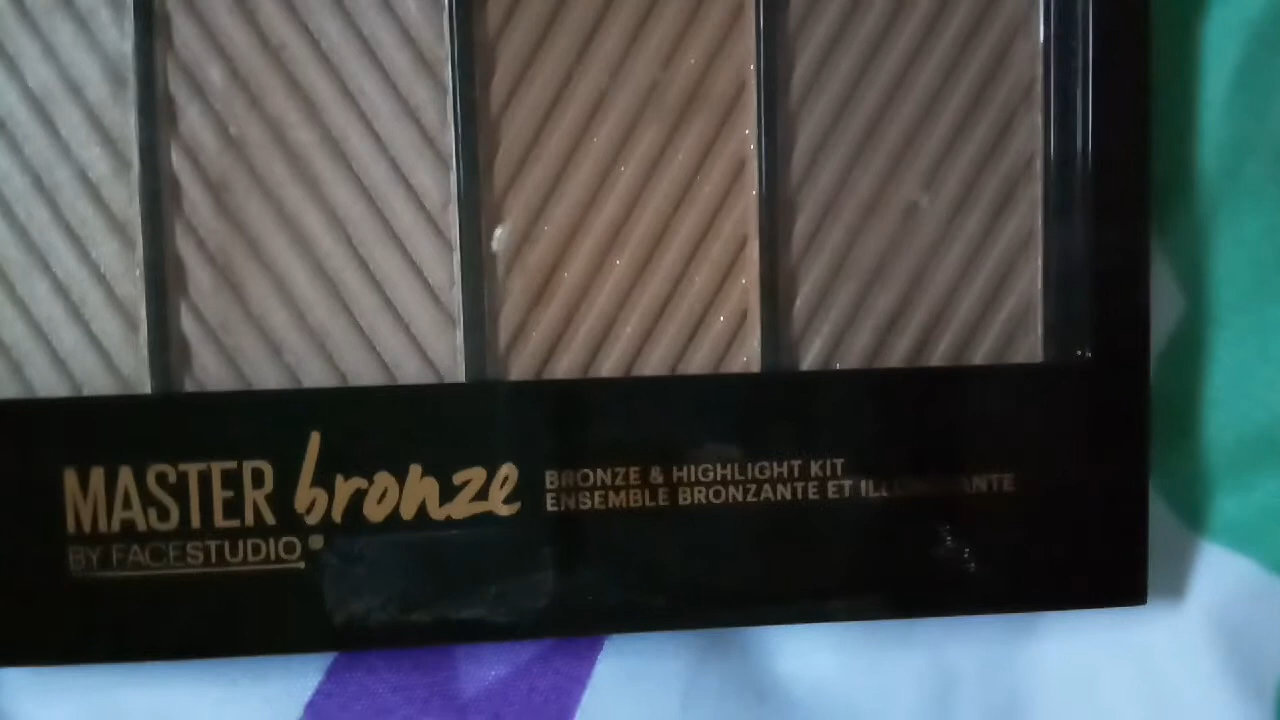 MASTER bronze
BY FACESTUDIO
BRONZE & HIGHLIGHT KIT
ENSEMBLE BRONZANTE ET